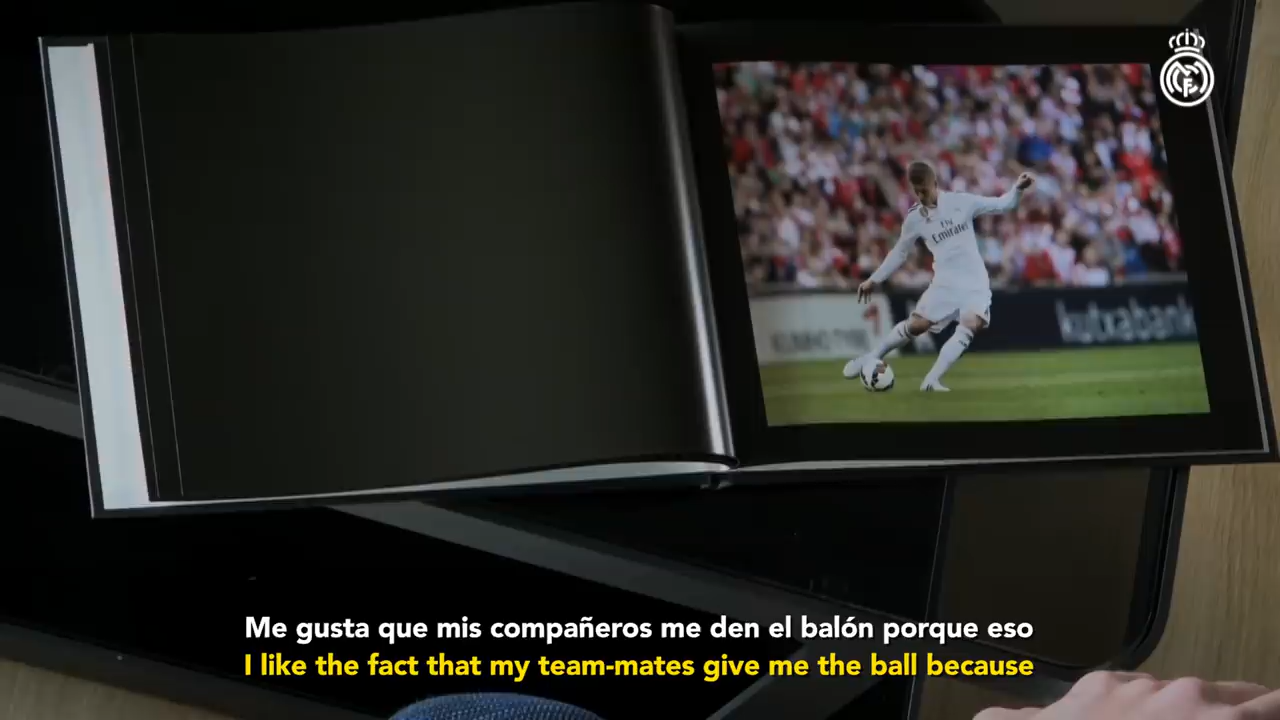 Fly
Emirates
kutxabank
Me gusta que mis compañeros me den el balón porque eso
I like the fact that my team-mates give me the ball because